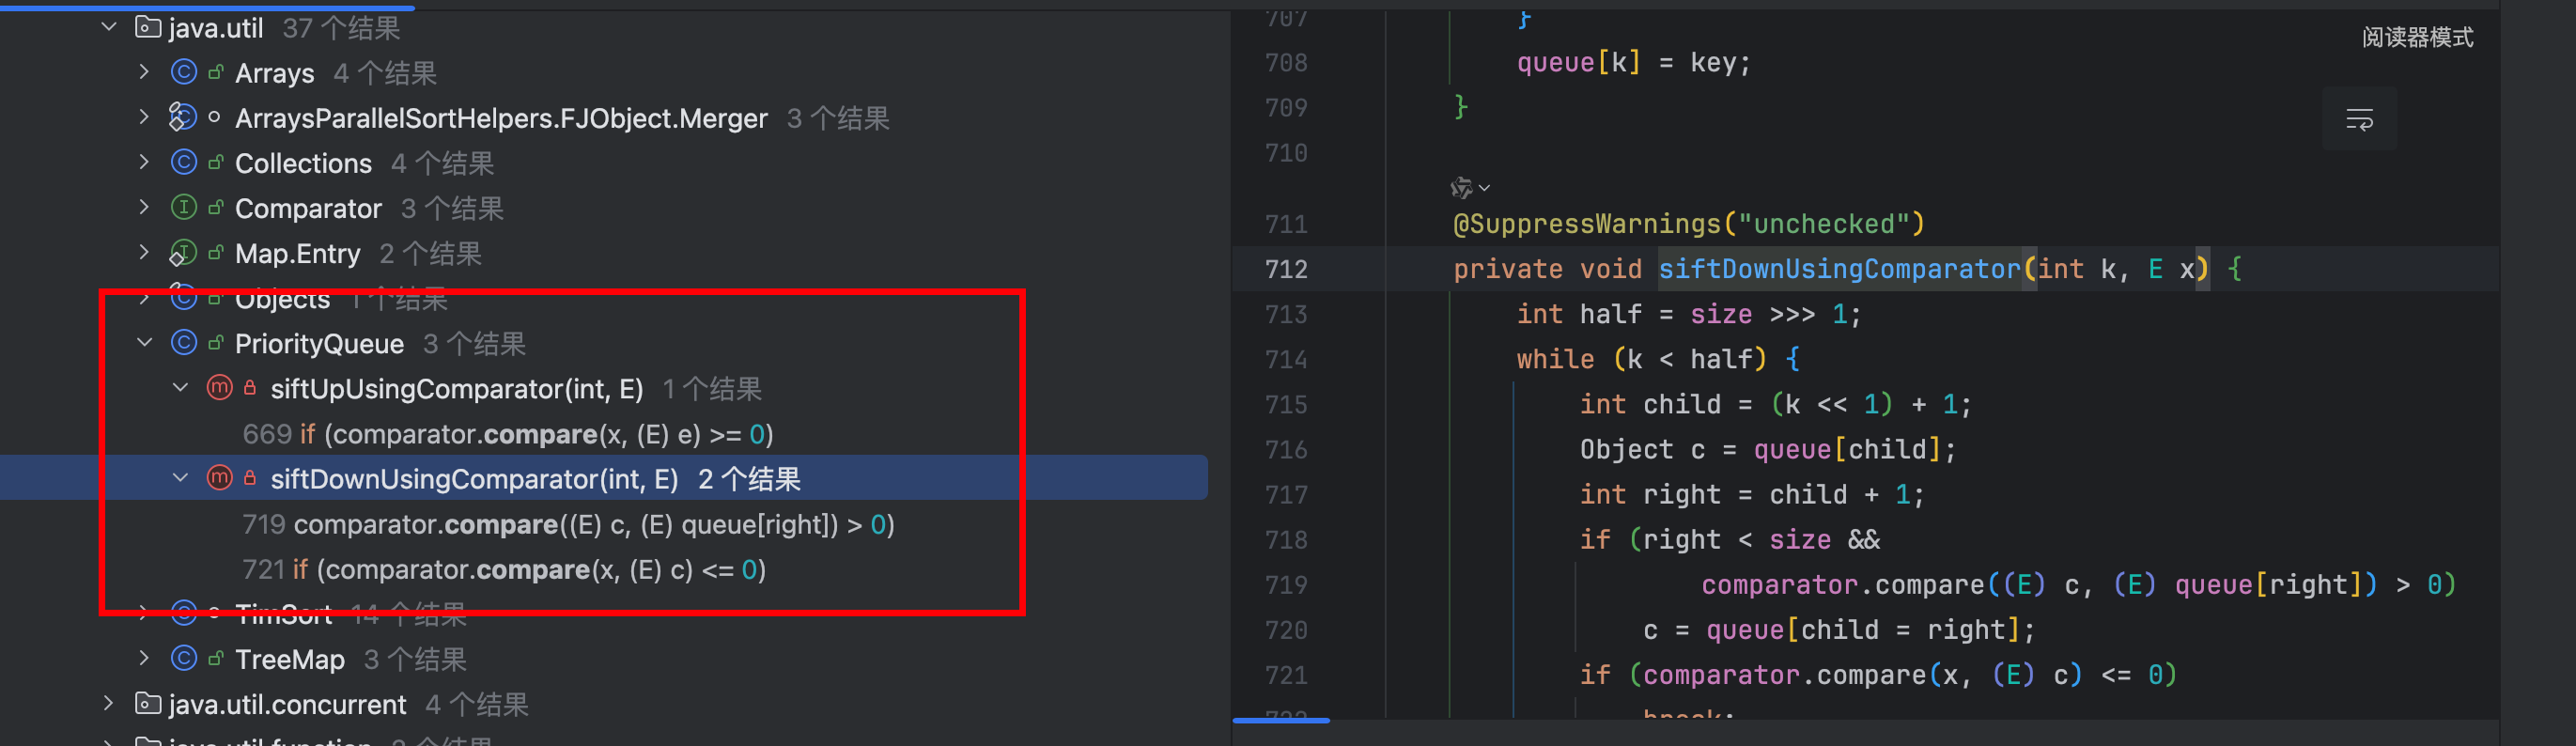 java.util 37 个结果
Arrays 4 个结果
ArraysParallelSortHelpers.FJObject.Merger 3 个结果
Collections 4 个结果
Comparator 3 个结果
Map.Entry 2 个结果
Objects 1 个结果
PriorityQueue 3 个结果
siftUpUsingComparator(int, E) 1 个结果
669 if (comparator.compare(x, (E) e) >= 0)
siftDownUsingComparator(int, E) 2 个结果
719 comparator.compare((E) c, (E) queue[right]) > 0)
721 if (comparator.compare(x, (E) c) <= 0)
TimSort 14 个结果
TreeMap 3 个结果
java.util.concurrent 4 个结果
java.util.function 2 个结果
阅读器模式
707 }
708 queue[k] = key;
709 }
710
711 @SuppressWarnings("unchecked")
712 private void siftDownUsingComparator(int k, E x) {
713 int half = size >>> 1;
714 while (k < half) {
715 int child = (k << 1) + 1;
716 Object c = queue[child];
717 int right = child + 1;
718 if (right < size &&
719 comparator.compare((E) c, (E) queue[right]) > 0)
720 c = queue[child = right];
721 if (comparator.compare(x, (E) c) <= 0)
722 break;